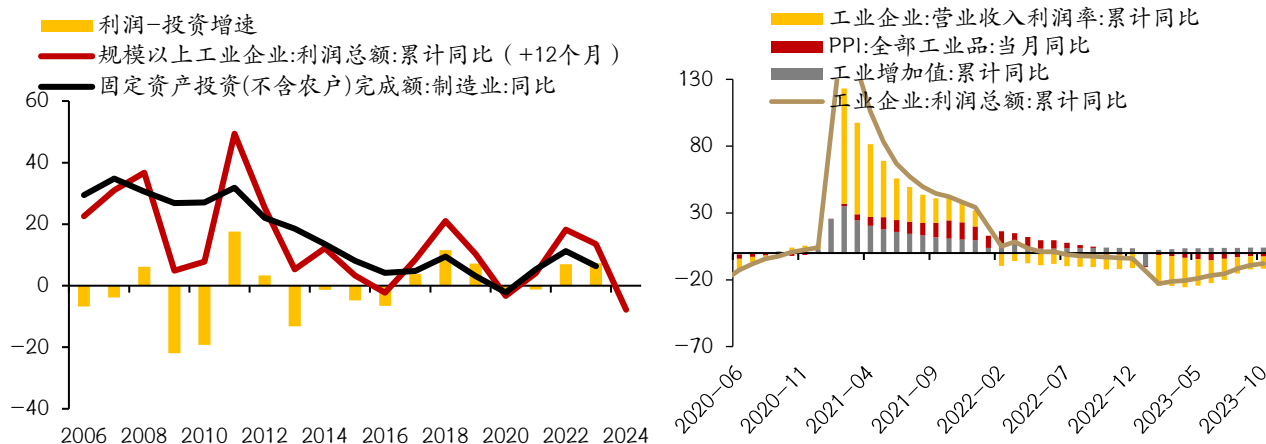 利润-投资增速
规模以上工业企业:利润总额:累计同比（+12个月）
固定资产投资(不含农户)完成额:制造业:同比
60
40
20
0
-20
-40
2006 2008 2010 2012 2014 2016 2018 2020 2022 2024
工业企业:营业收入利润率:累计同比
PPI:全部工业品:当月同比
工业增加值:累计同比
工业企业:利润总额:累计同比
130
80
30
-20
-70
2020-06 2020-11 2021-04 2021-09 2022-02 2022-07 2022-12 2023-05 2023-10